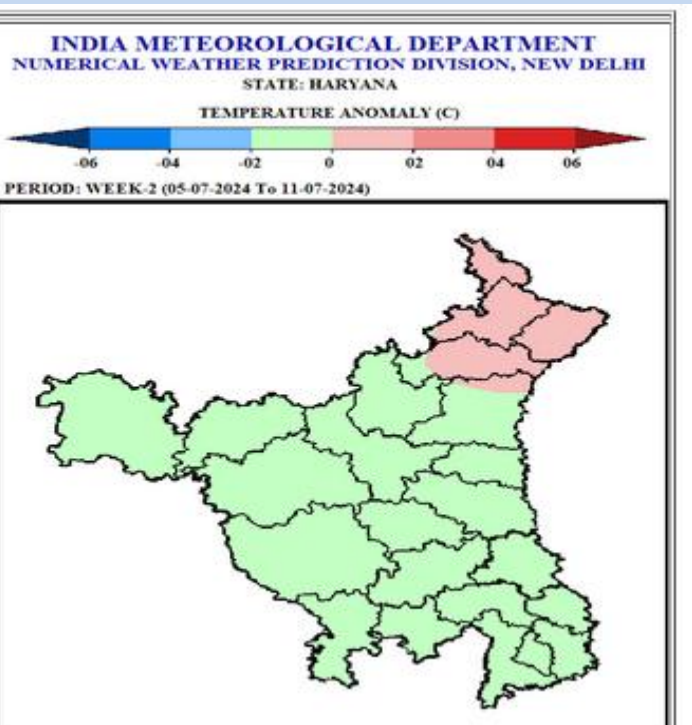 INDIA METEOROLOGICAL DEPARTMENT
NUMERICAL WEATHER PREDICTION DIVISION, NEW DELHI
STATE: HARYANA
TEMPERATURE ANOMALY (C)
-06 -04 -02 0 02 04 06
PERIOD: WEEK-2 (05-07-2024 To 11-07-2024)